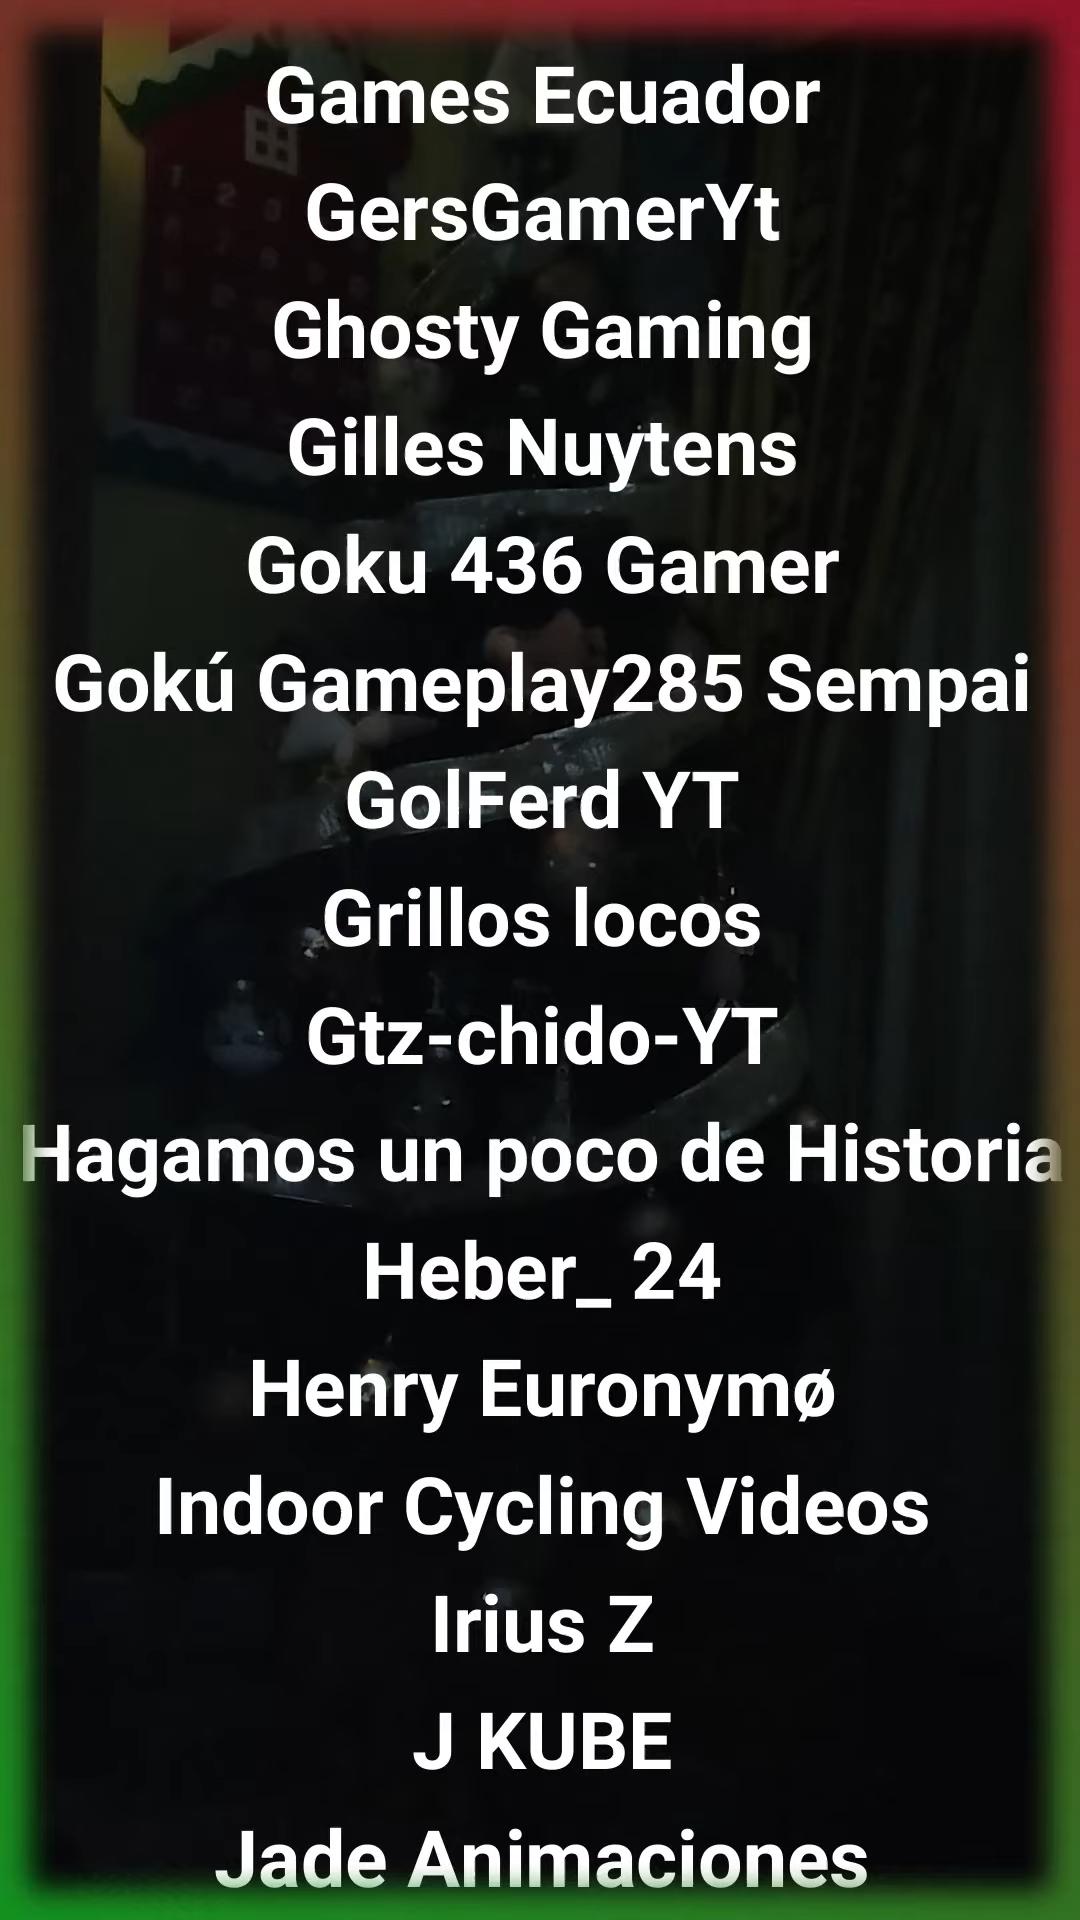 Games Ecuador
GersGamerYt
Ghosty Gaming
Gilles Nuytens
Goku 436 Gamer
Gokú Gameplay285 Sempai
GolFerd YT
Grillos locos
Gtz-chido-YT
Hagamos un poco de Historia
Heber_ 24
Henry Euronymø
Indoor Cycling Videos
Irius Z
J KUBE
Jade Animaciones